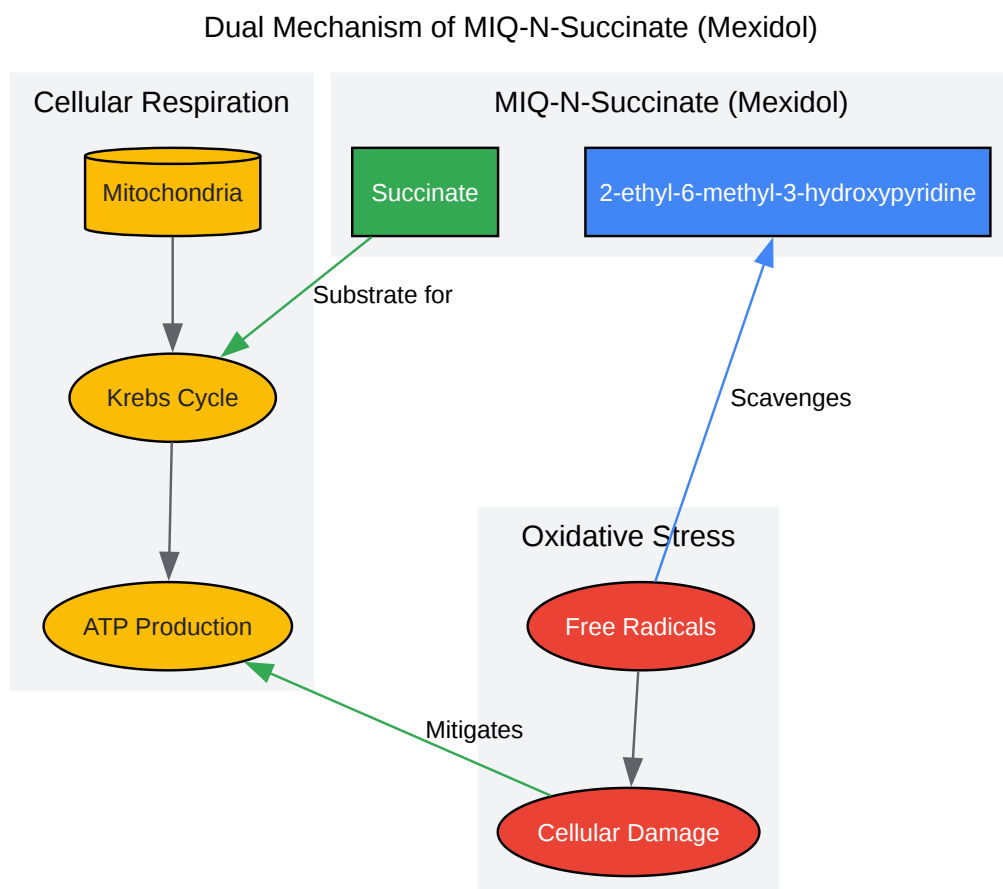 Dual Mechanism of MIQ-N-Succinate (Mexidol)
Cellular Respiration
MIQ-N-Succinate (Mexidol)
Mitochondria
Succinate
2-ethyl-6-methyl-3-hydroxypyridine
Substrate for
Krebs Cycle
Scavenges
Oxidative Stress
ATP Production
Free Radicals
Mitigates
Cellular Damage